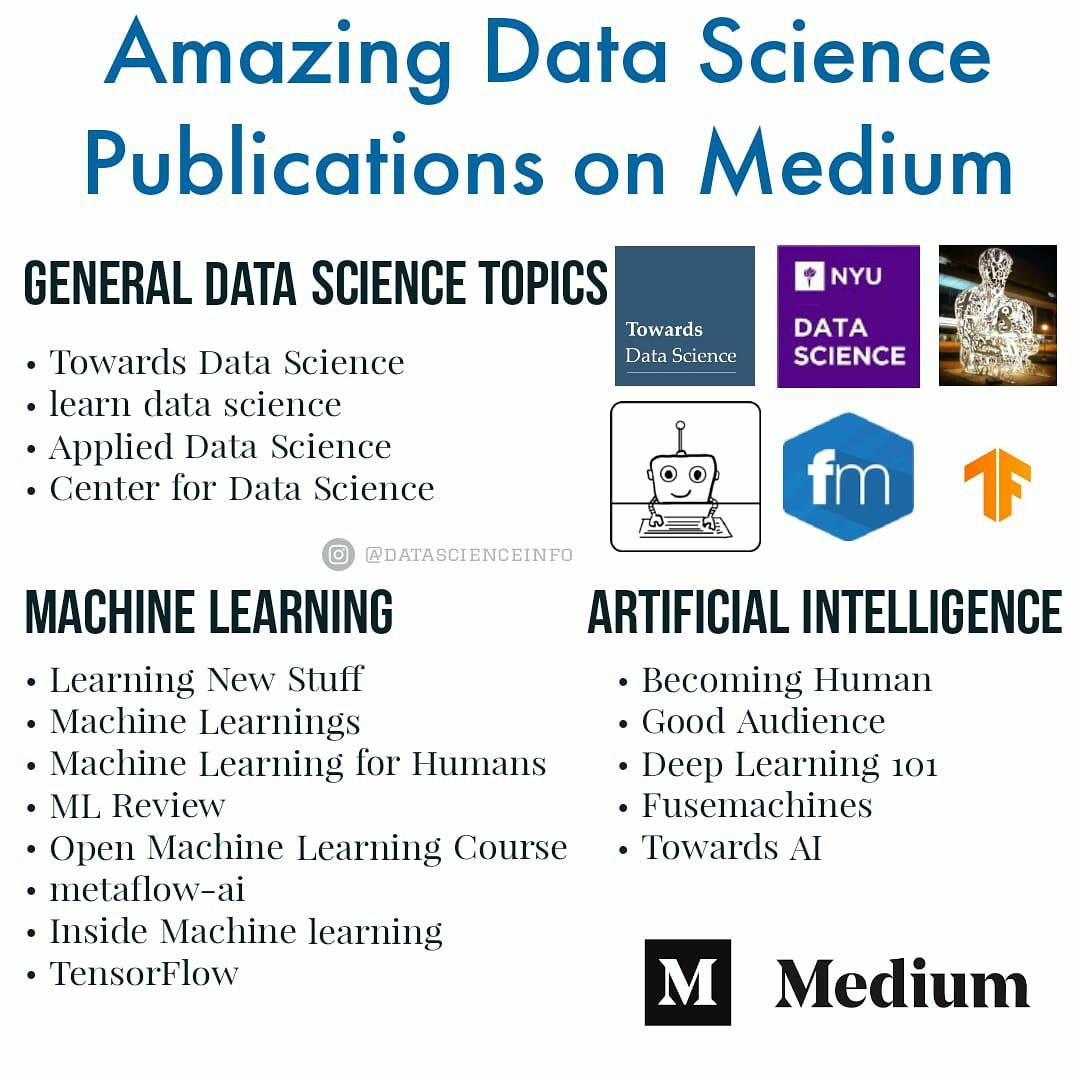 Amazing Data Science
Publications on Medium
GENERAL DATA SCIENCE TOPICS
• Towards Data Science
• learn data science
• Applied Data Science
• Center for Data Science
Towards
Data Science
NYU
DATA
SCIENCE
fm
TF
@DATASCIENCEINFO
MACHINE LEARNING
• Learning New Stuff
• Machine Learnings
• Machine Learning for Humans
• ML Review
• Open Machine Learning Course
• metaflow-ai
• Inside Machine learning
• TensorFlow
ARTIFICIAL INTELLIGENCE
• Becoming Human
• Good Audience
• Deep Learning 101
• Fusemachines
• Towards AI
M Medium